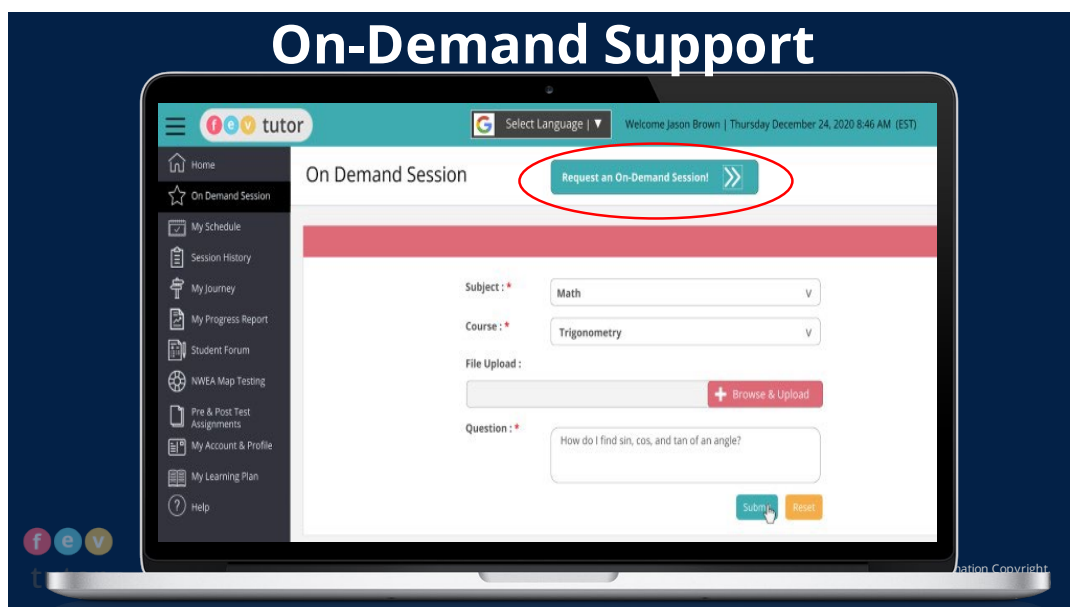 On-Demand Support
fev tutor
Select Language | ▼
Welcome Jason Brown | Thursday December 24, 2020 8:46 AM (EST)
Home
On Demand Session
My Schedule
Session History
My Journey
My Progress Report
Student Forum
NWEA Map Testing
Pre & Post Test
Assignments
My Account & Profile
My Learning Plan
Help
On Demand Session
Request an On-Demand Session!
Subject : *
Math
Course : *
Trigonometry
File Upload :
Browse & Upload
Question : *
How do I find sin, cos, and tan of an angle?
Reset
fev
Copyright